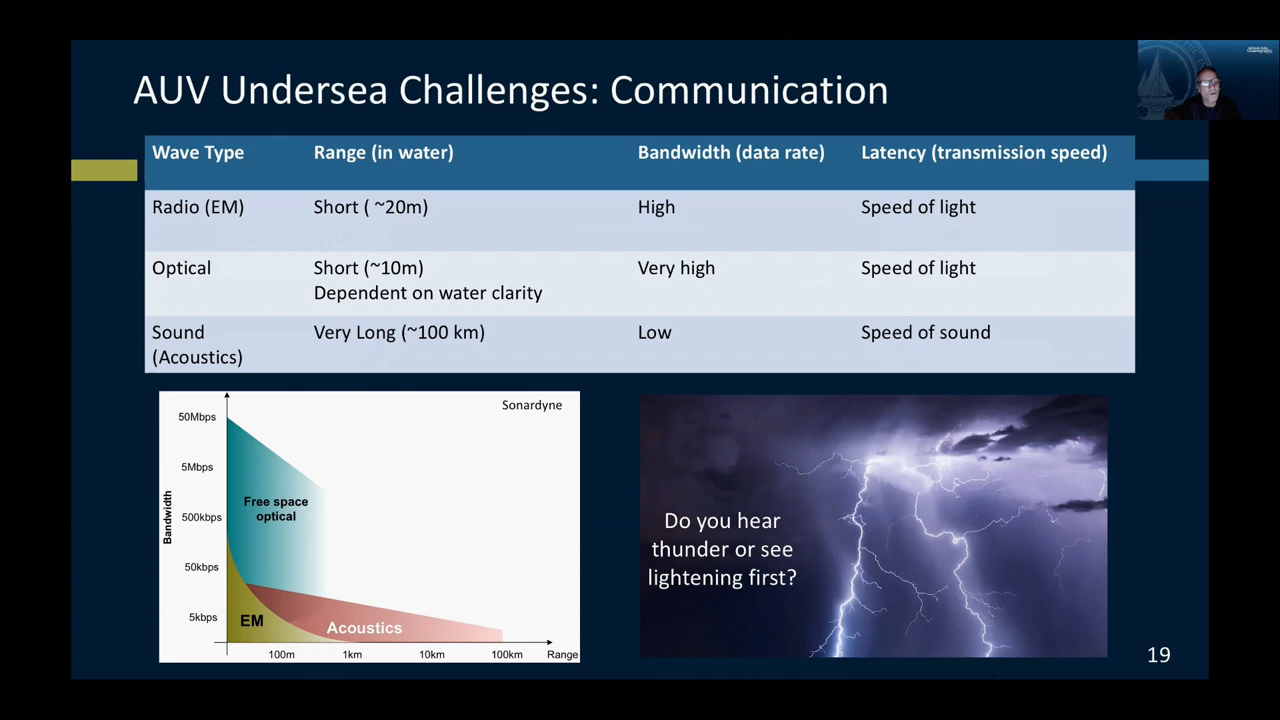 AUV Undersea Challenges: Communication
Wave Type Range (in water) Bandwidth (data rate) Latency (transmission speed)
Radio (EM) Short ( ~20m) High Speed of light
Optical Short (~10m) Very high Speed of light
Dependent on water clarity
Sound Very Long (~100 km) Low Speed of sound
(Acoustics)
Sonardyne
50Mbps
5Mbps
500kbps
50kbps
5kbps
Bandwidth
Free space
optical
EM
Acoustics
100m 1km 10km 100km Range
Do you hear
thunder or see
lightening first?
19